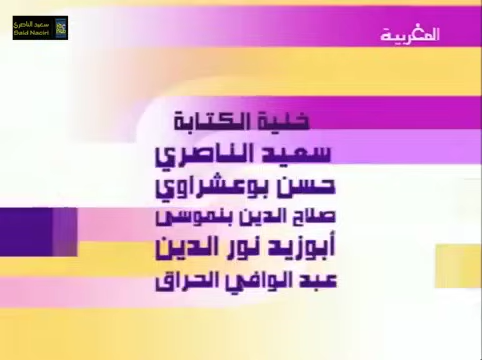 سعيد الناصري
Said Naciri
المغربية
خلية الكتابة
سعيد الناصري
حسن بوعشراوي
صلاح الدين بنموسى
أبوزيد نور الدين
عبد الوافي الحراق